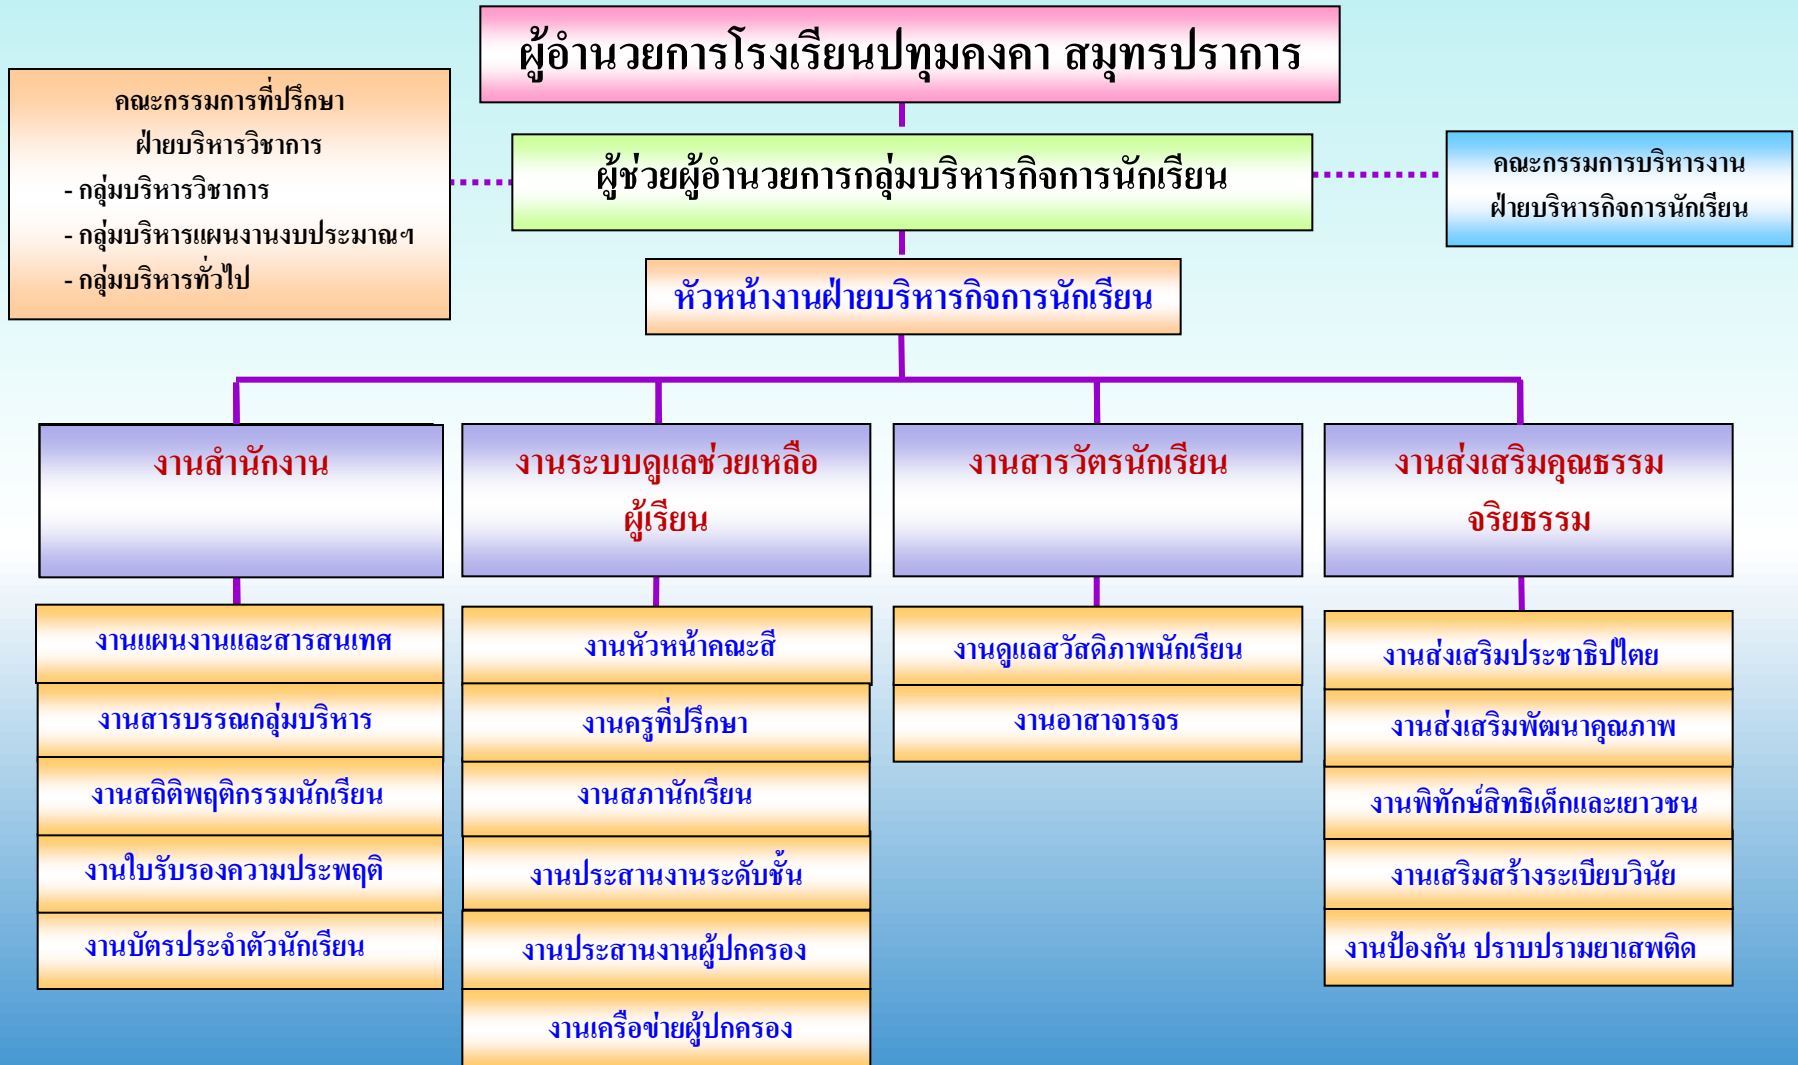 ผู้อำนวยการโรงเรียนปทุมคงคา สมุทรปราการ
คณะกรรมการที่ปรึกษา
ฝ่ายบริหารวิชาการ
- กลุ่มบริหารวิชาการ
- กลุ่มบริหารแผนงานงบประมาณฯ
- กลุ่มบริหารทั่วไป
ผู้ช่วยผู้อำนวยการกลุ่มบริหารกิจการนักเรียน
คณะกรรมการบริหารงาน
ฝ่ายบริหารกิจการนักเรียน
หัวหน้างานฝ่ายบริหารกิจการนักเรียน
งานสำนักงาน
งานแผนงานและสารสนเทศ
งานสารบรรณกลุ่มบริหาร
งานสถิติพฤติกรรมนักเรียน
งานใบรับรองความประพฤติ
งานบัตรประจำตัวนักเรียน
งานระบบดูแลช่วยเหลือ
ผู้เรียน
งานหัวหน้าคณะสี
งานครูที่ปรึกษา
งานสภานักเรียน
งานประสานงานระดับชั้น
งานประสานงานผู้ปกครอง
งานเครือข่ายผู้ปกครอง
งานสารวัตรนักเรียน
งานดูแลสวัสดิภาพนักเรียน
งานอาสาจารจร
งานส่งเสริมคุณธรรม
จริยธรรม
งานส่งเสริมประชาธิปไตย
งานส่งเสริมพัฒนาคุณภาพ
งานพิทักษ์สิทธิเด็กและเยาวชน
งานเสริมสร้างระเบียบวินัย
งานป้องกัน ปราบปรามยาเสพติด